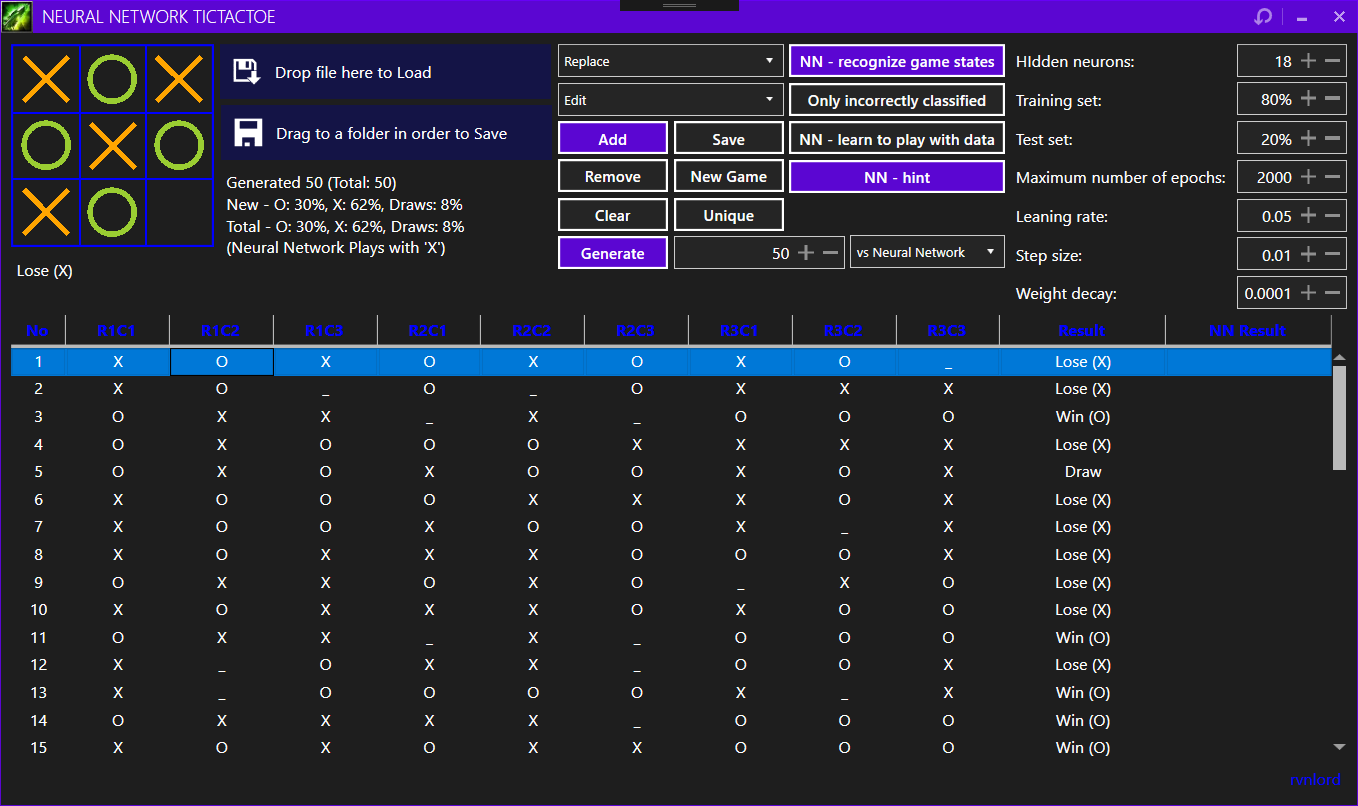 NEURAL NETWORK TICTACTOE
Drop file here to Load
Drag to a folder in order to Save
Generated 50 (Total: 50)
New - O: 30%, X: 62%, Draws: 8%
Total - O: 30%, X: 62%, Draws: 8%
(Neural Network Plays with 'X')
Lose (X)
Replace
Edit
Add Save
Remove New Game
Clear Unique
Generate 50 vs Neural Network
NN - recognize game states
Only incorrectly classified
NN - learn to play with data
NN - hint
HIdden neurons: 18
Training set: 80%
Test set: 20%
Maximum number of epochs: 2000
Leaning rate: 0.05
Step size: 0.01
Weight decay: 0.0001
No R1C1 R1C2 R1C3 R2C1 R2C2 R2C3 R3C1 R3C2 R3C3 Result NN Result
1 X O X O X O X O _ Lose (X)
2 X O _ O _ O X X X Lose (X)
3 O X X _ X _ O O O Win (O)
4 O X O O O X X X X Lose (X)
5 O X O X O O X O X Draw
6 X O O O X X X O X Lose (X)
7 X O O X O O X _ X Lose (X)
8 X O X X X O O O X Lose (X)
9 O X X O X O _ X O Lose (X)
10 X O X X X O X O O Lose (X)
11 O X X _ X _ O O O Win (O)
12 X _ O X X _ O O X Lose (X)
13 X _ O O O O X _ X Win (O)
14 O X X X X _ O O O Win (O)
15 X O X O X X O O O Win (O)
rvnlord